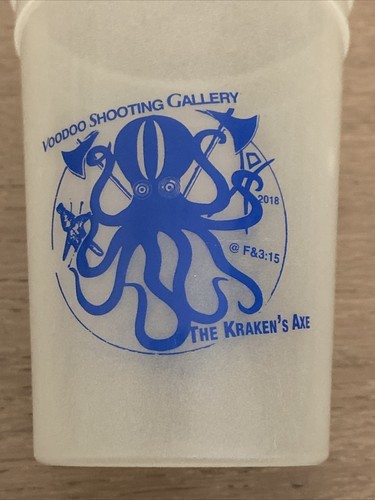 VOODOO SHOOTING GALLERY
2018
@ F&3:15
THE KRAKEN'S AXE